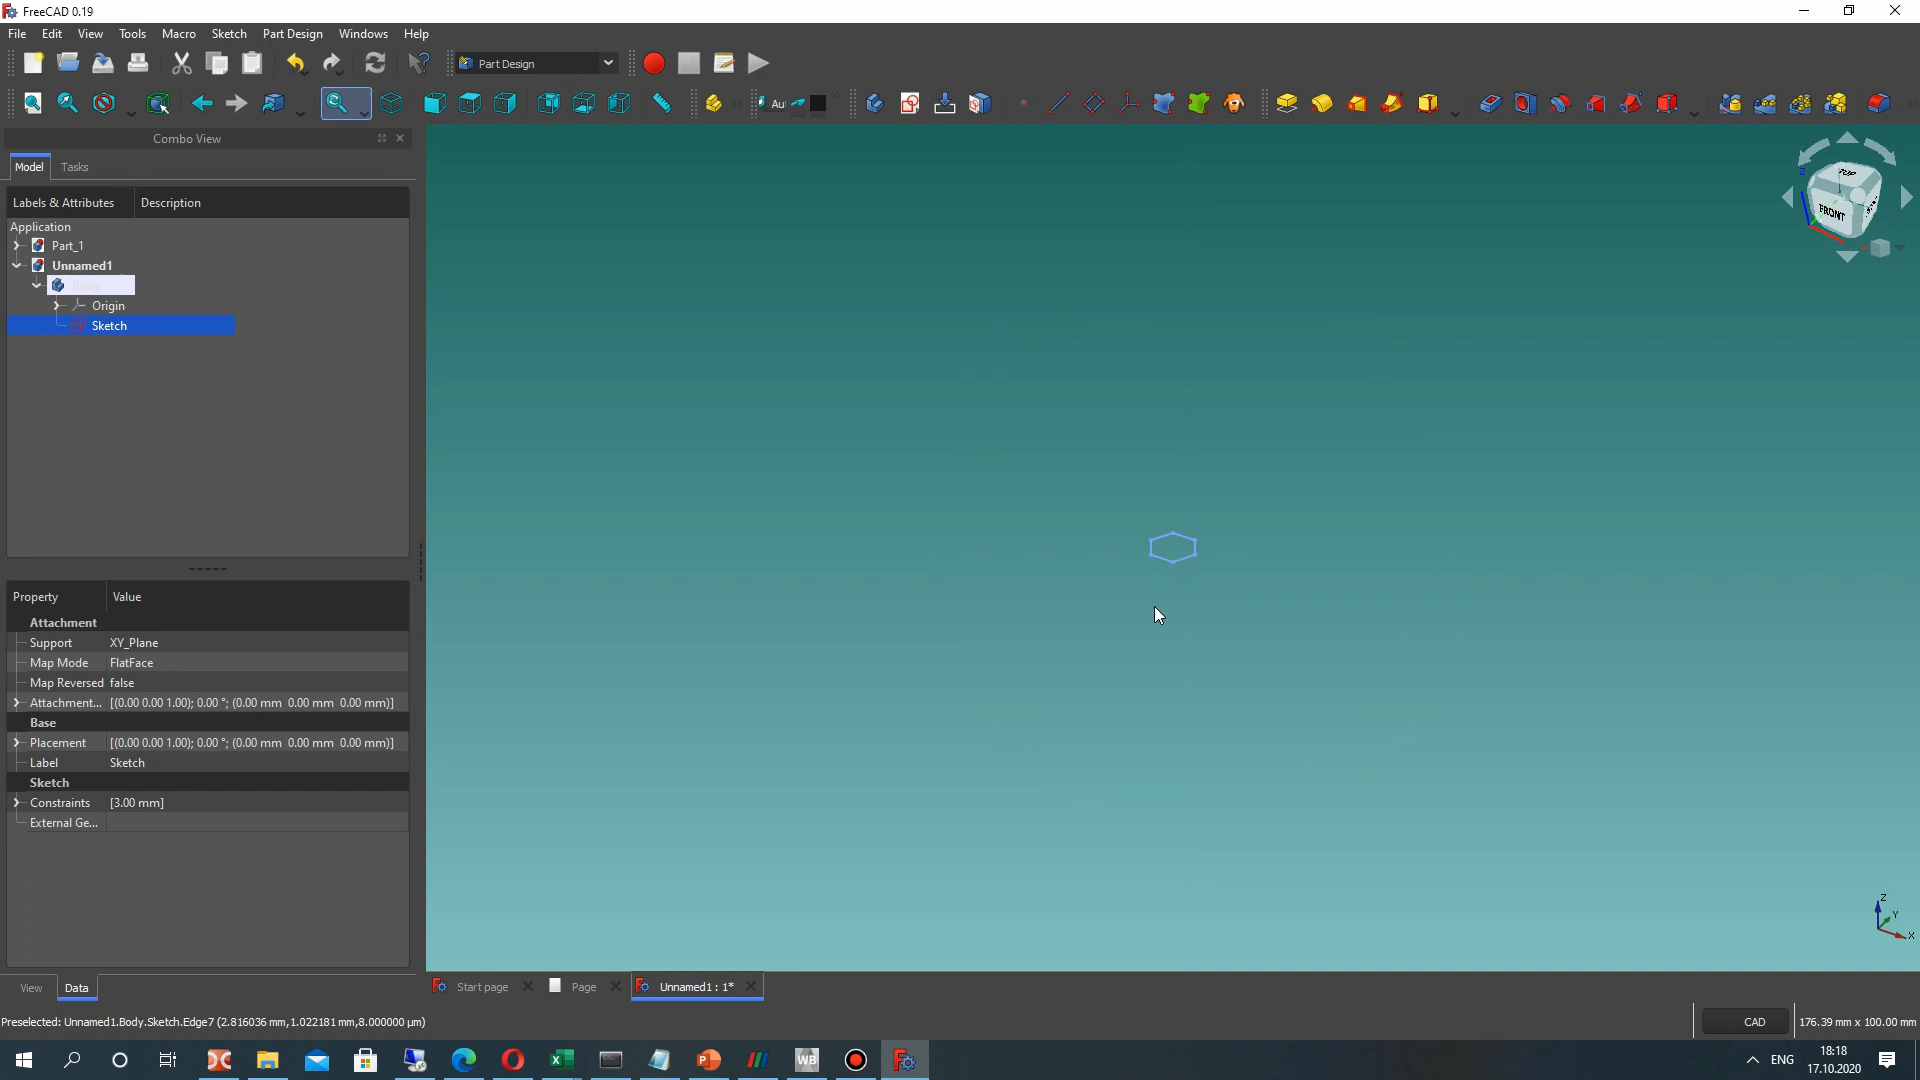 FreeCAD 0.19
File Edit View Tools Macro Sketch Part Design Windows Help
Part Design
Combo View
Model Tasks
Labels & Attributes Description
Application
Part_1
Unnamed1
Origin
Sketch
TOP
FRONT
Z
Property Value
Attachment
Support XY_Plane
Map Mode FlatFace
Map Reversed false
Attachment... [(0.00 0.00 1.00); 0.00 °; (0.00 mm 0.00 mm 0.00 mm)]
Base
Placement [(0.00 0.00 1.00); 0.00 °; (0.00 mm 0.00 mm 0.00 mm)]
Label Sketch
Sketch
Constraints [3.00 mm]
External Ge...
Z
Y
X
View Data
Start page Page Unnamed1 : 1*
Preselected: Unnamed1.Body.Sketch.Edge7 (2.816036 mm,1.022181 mm,8.000000 µm)
CAD 176.39 mm x 100.00 mm
WB
ENG
18:18
17.10.2020